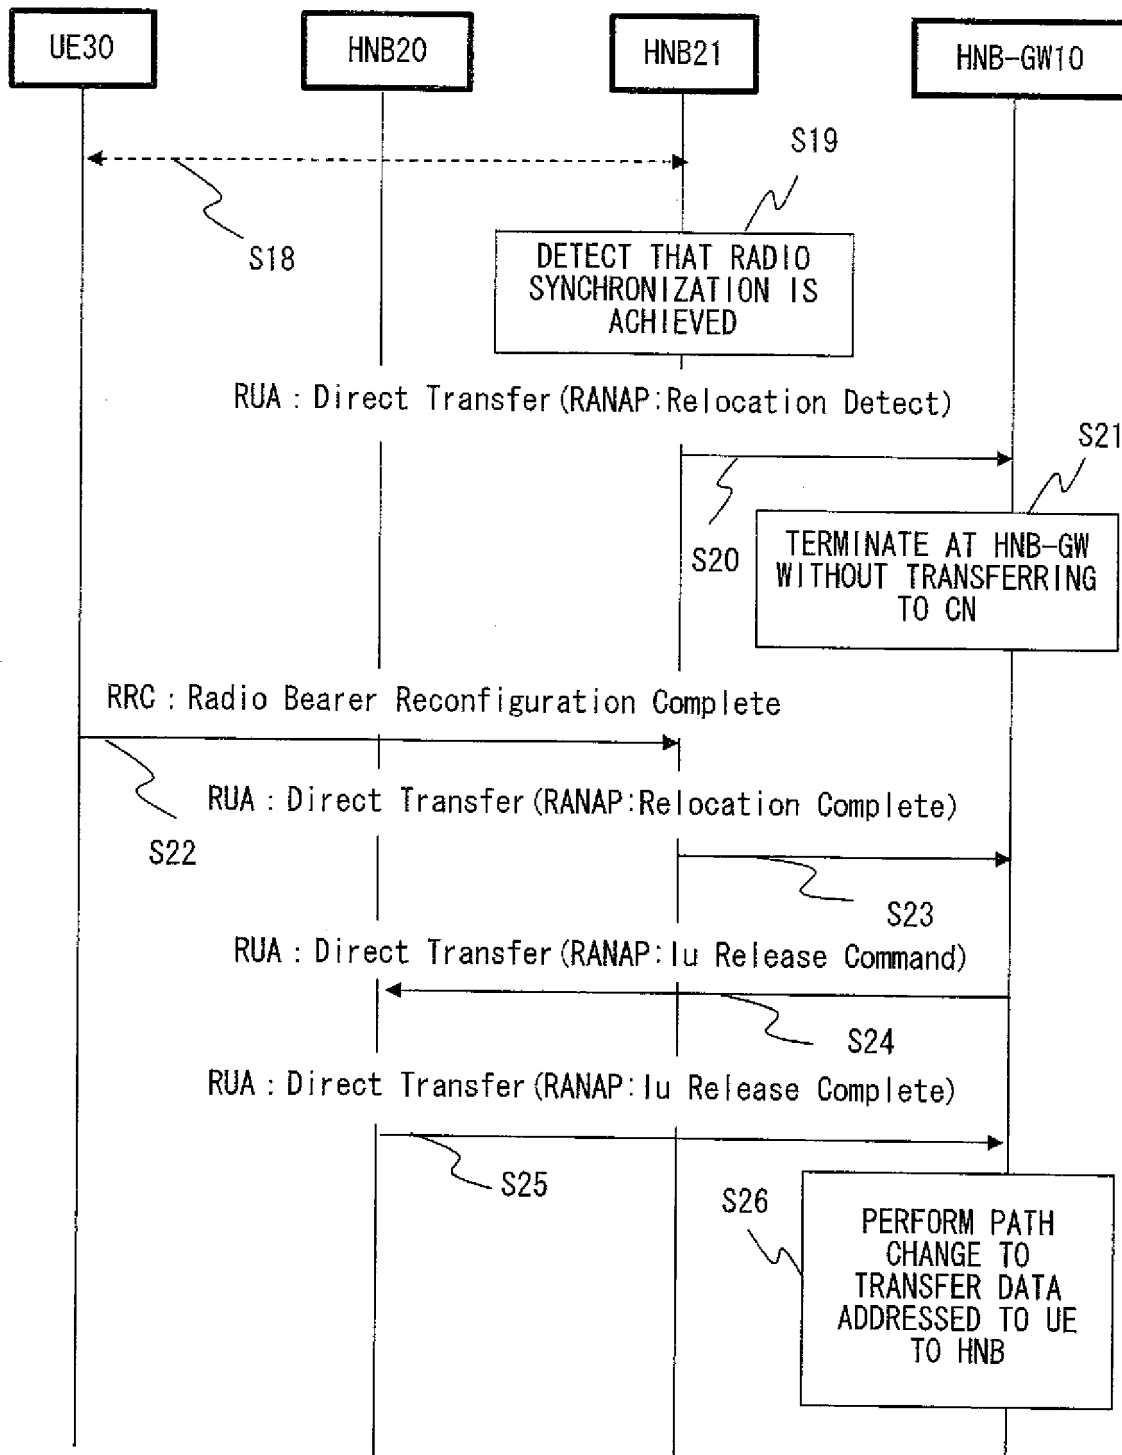 UE30
HNB20
HNB21
HNB-GW10
S19
S18
DETECT THAT RADIO
SYNCHRONIZATION IS
ACHIEVED
RUA : Direct Transfer(RANAP:Relocation Detect)
S21
S20
TERMINATE AT HNB-GW
WITHOUT TRANSFERRING
TO CN
RRC : Radio Bearer Reconfiguration Complete
RUA : Direct Transfer(RANAP:Relocation Complete)
S22
S23
RUA : Direct Transfer(RANAP:Iu Release Command)
S24
RUA : Direct Transfer(RANAP:Iu Release Complete)
S25
S26
PERFORM PATH
CHANGE TO
TRANSFER DATA
ADDRESSED TO UE
TO HNB